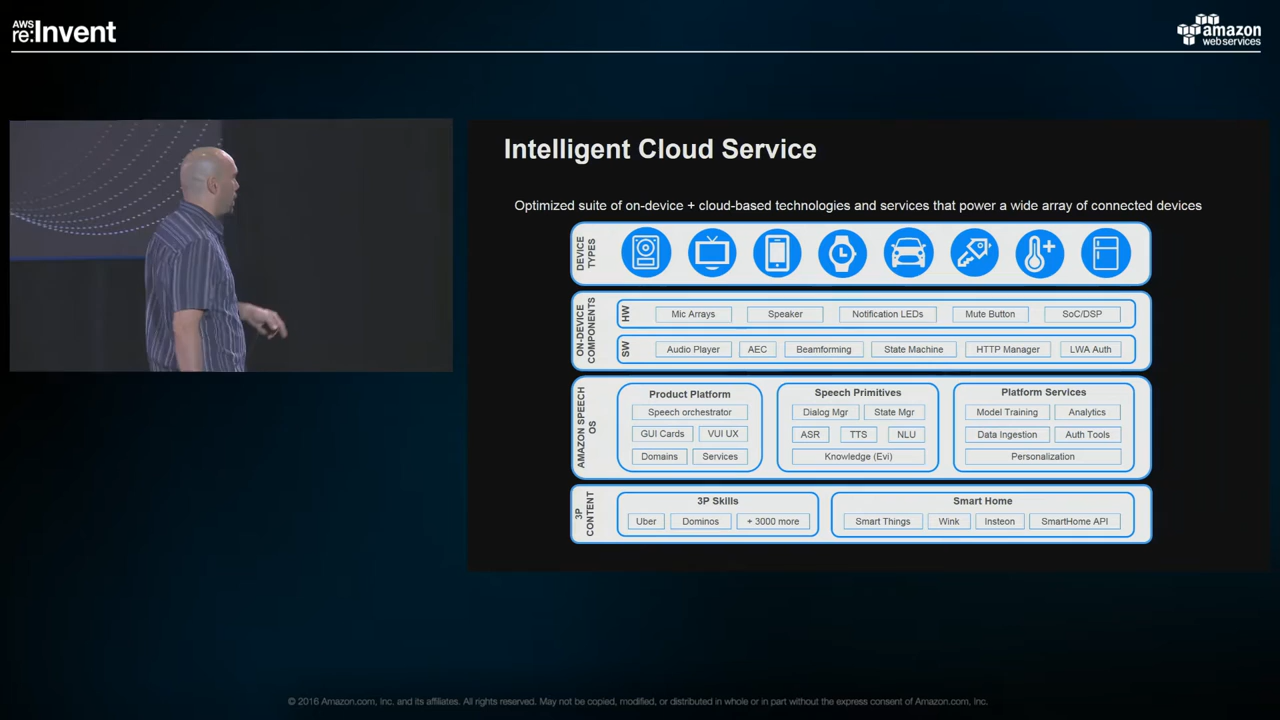 AWS
re:Invent
amazon
web services
Intelligent Cloud Service
Optimized suite of on-device + cloud-based technologies and services that power a wide array of connected devices
DEVICE
TYPES
ON-DEVICE
COMPONENTS
HW
Mic Arrays
Speaker
Notification LEDs
Mute Button
SoC/DSP
SW
Audio Player
AEC
Beamforming
State Machine
HTTP Manager
LWA Auth
AMAZON SPEECH
OS
Product Platform
Speech orchestrator
GUI Cards
VUI UX
Domains
Services
Speech Primitives
Dialog Mgr
State Mgr
ASR
TTS
NLU
Knowledge (Evi)
Platform Services
Model Training
Analytics
Data Ingestion
Auth Tools
Personalization
3P
CONTENT
3P Skills
Uber
Dominos
+ 3000 more
Smart Home
Smart Things
Wink
Insteon
SmartHome API
© 2016 Amazon.com, Inc. and its affiliates. All rights reserved. May not be copied, modified, or distributed in whole or in part without the express consent of Amazon.com, Inc.